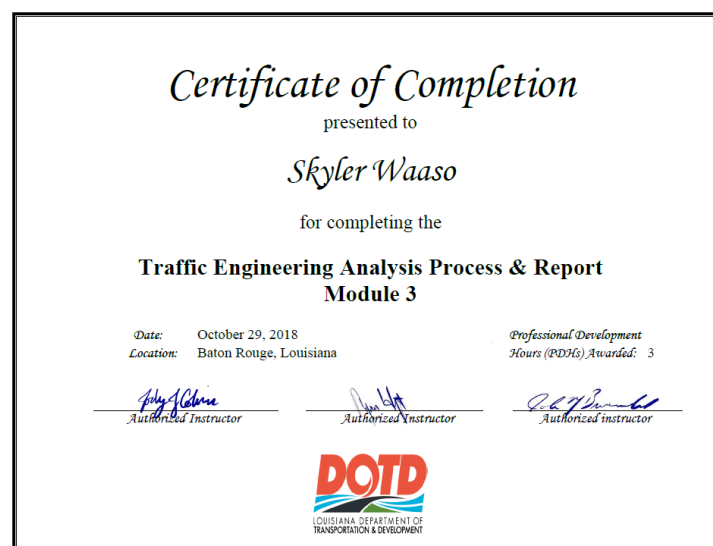 Certificate of Completion
presented to
Skyler Waaso
for completing the
Traffic Engineering Analysis Process & Report
Module 3
Date: October 29, 2018
Location: Baton Rouge, Louisiana
Professional Development
Hours (PDHs) Awarded: 3
Authorized Instructor
Authorized Instructor
Authorized instructor
DOTD
LOUISIANA DEPARTMENT OF
TRANSPORTATION & DEVELOPMENT